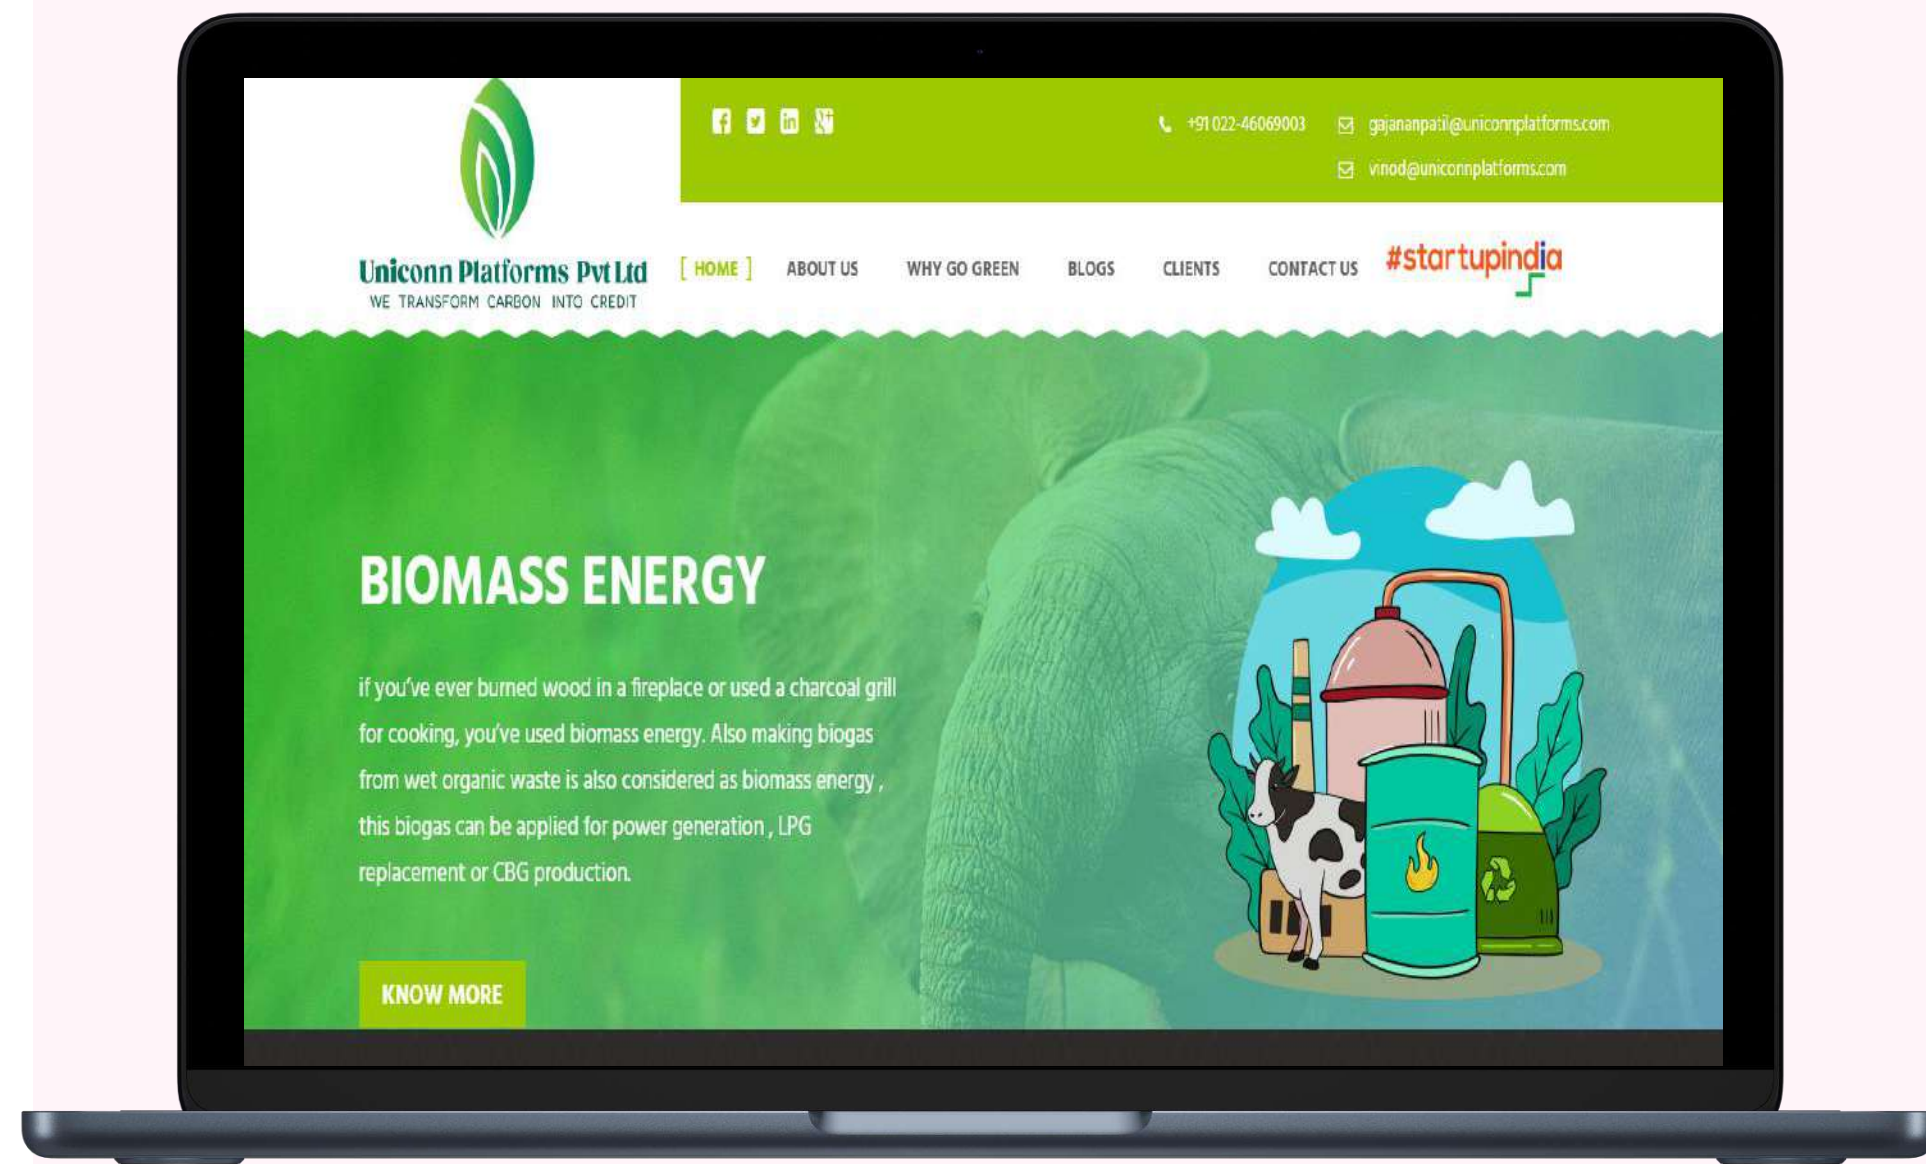 +91 022-46069003
gajananpatil@uniconnplatforms.com
vinod@uniconnplatforms.com
Uniconn Platforms Pvt Ltd
WE TRANSFORM CARBON INTO CREDIT
[ HOME ] ABOUT US WHY GO GREEN BLOGS CLIENTS CONTACT US #startupindia
BIOMASS ENERGY
if you've ever burned wood in a fireplace or used a charcoal grill
for cooking, you've used biomass energy. Also making biogas
from wet organic waste is also considered as biomass energy ,
this biogas can be applied for power generation , LPG
replacement or CBG production.
KNOW MORE